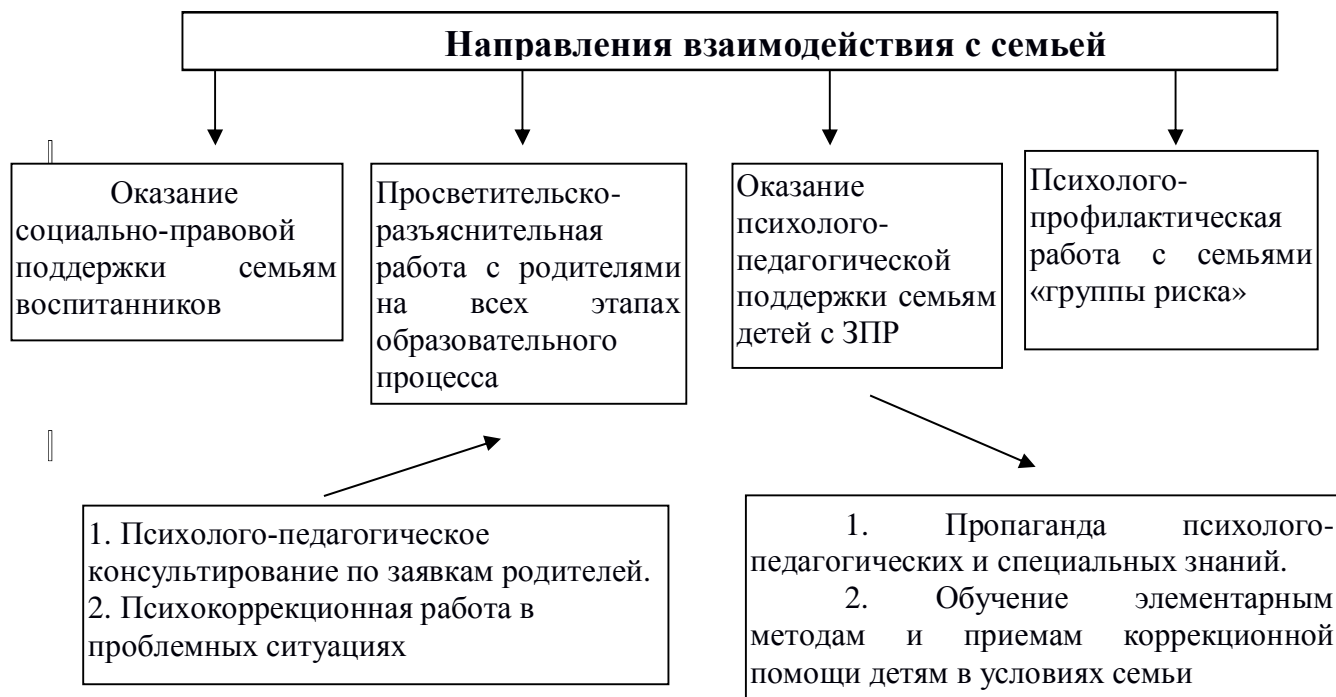 Направления взаимодействия с семьей
Оказание
социально-правовой
поддержки семьям
воспитанников
Просветительско-
разъяснительная
работа с родителями
на всех этапах
образовательного
процесса
Оказание
психолого-
педагогической
поддержки семьям
детей с ЗПР
Психолого-
профилактическая
работа с семьями
«группы риска»
1. Психолого-педагогическое
консультирование по заявкам родителей.
2. Психокоррекционная работа в
проблемных ситуациях
1. Пропаганда психолого-
педагогических и специальных знаний.
2. Обучение элементарным
методам и приемам коррекционной
помощи детям в условиях семьи